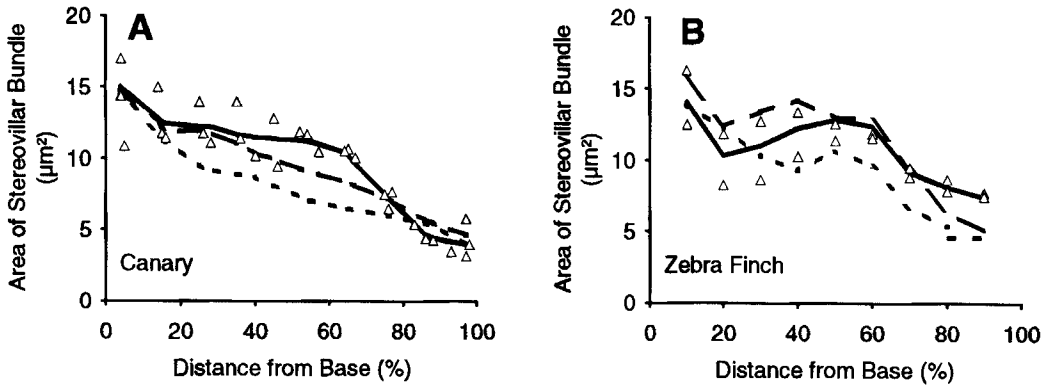 A
Area of Stereovillar Bundle
(µm²)
20
15
10
5
0
Canary
0 20 40 60 80 100
Distance from Base (%)
B
Area of Stereovillar Bundle
(µm²)
20
15
10
5
0
Zebra Finch
0 20 40 60 80 100
Distance from Base (%)